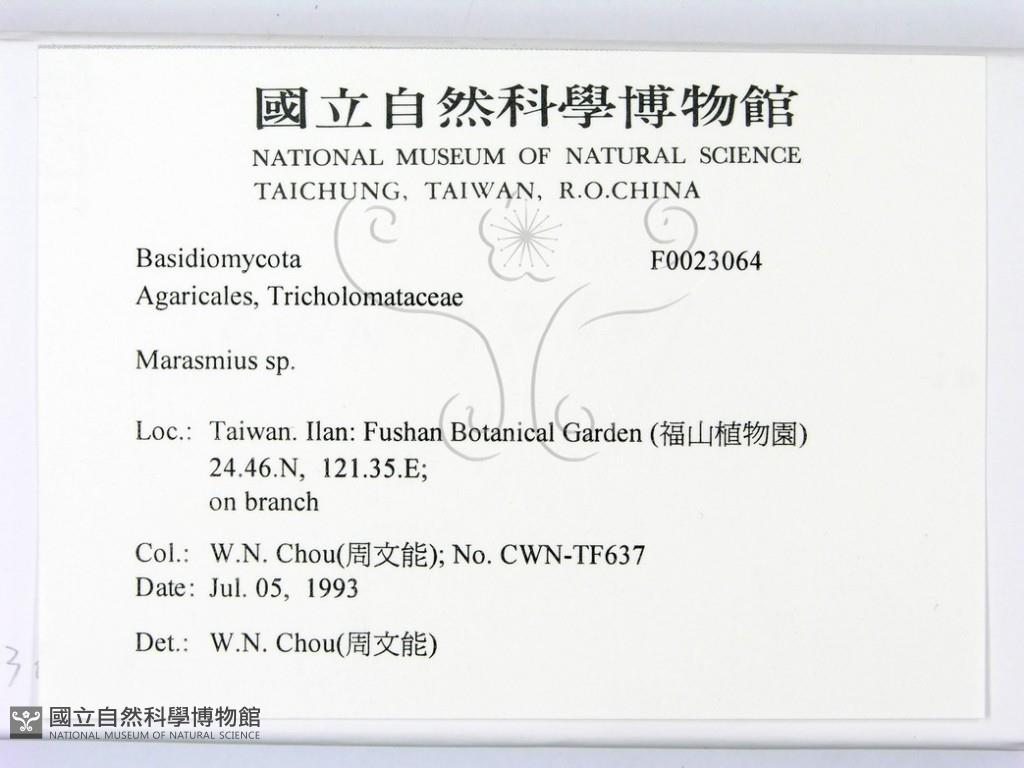 國立自然科學博物館
NATIONAL MUSEUM OF NATURAL SCIENCE
TAICHUNG, TAIWAN, R.O.CHINA
Basidiomycota F0023064
Agaricales, Tricholomataceae
Marasmius sp.
Loc.: Taiwan. Ilan: Fushan Botanical Garden (福山植物園)
24.46.N, 121.35.E;
on branch
Col.: W.N. Chou(周文能); No. CWN-TF637
Date: Jul. 05, 1993
Det.: W.N. Chou(周文能)
國立自然科學博物館
NATIONAL MUSEUM OF NATURAL SCIENCE